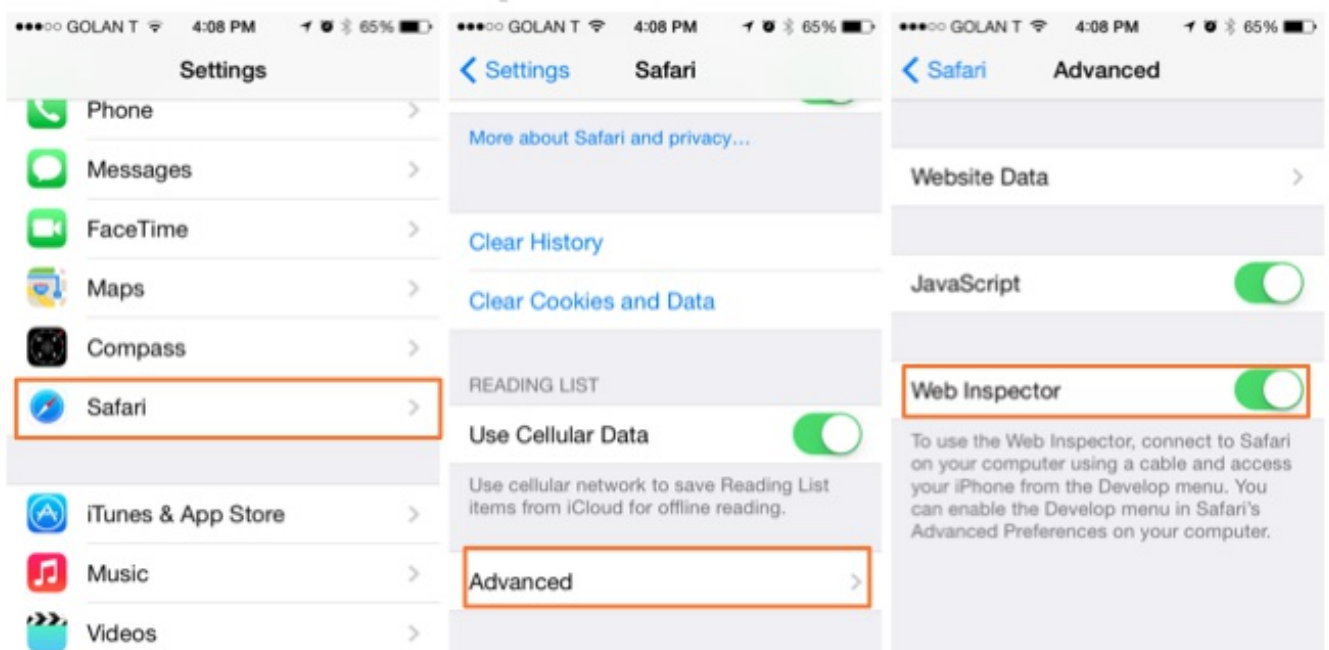 GOLAN T 4:08 PM 65%
Settings
Phone
Messages
FaceTime
Maps
Compass
Safari
iTunes & App Store
Music
Videos
GOLAN T 4:08 PM 65%
Settings Safari
More about Safari and privacy...
Clear History
Clear Cookies and Data
READING LIST
Use Cellular Data
Use cellular network to save Reading List
items from iCloud for offline reading.
Advanced
GOLAN T 4:08 PM 65%
Safari Advanced
Website Data
JavaScript
Web Inspector
To use the Web Inspector, connect to Safari
on your computer using a cable and access
your iPhone from the Develop menu. You
can enable the Develop menu in Safari's
Advanced Preferences on your computer.